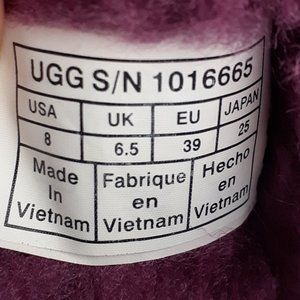 UGG S/N 1016665
USA UK EU JAPAN
8 6.5 39 25
Made Fabrique Hecho
In en en
Vietnam Vietnam Vietnam